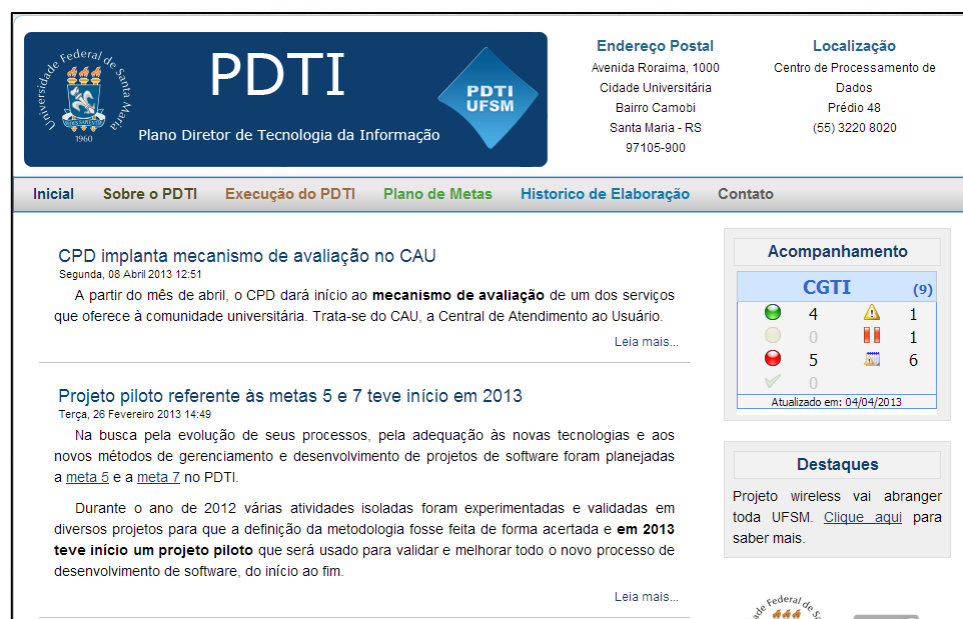 Universidade Federal de Santa Maria
1960
PDTI
Plano Diretor de Tecnologia da Informação
PDTI
UFSM
Endereço Postal
Avenida Roraima, 1000
Cidade Universitária
Bairro Camobi
Santa Maria - RS
97105-900
Localização
Centro de Processamento de
Dados
Prédio 48
(55) 3220 8020
Inicial Sobre o PDTI Execução do PDTI Plano de Metas Historico de Elaboração Contato
CPD implanta mecanismo de avaliação no CAU
Segunda, 08 Abril 2013 12:51
A partir do mês de abril, o CPD dará início ao mecanismo de avaliação de um dos serviços
que oferece à comunidade universitária. Trata-se do CAU, a Central de Atendimento ao Usuário.
Leia mais...
Projeto piloto referente às metas 5 e 7 teve início em 2013
Terça, 26 Fevereiro 2013 14:49
Na busca pela evolução de seus processos, pela adequação às novas tecnologias e aos
novos métodos de gerenciamento e desenvolvimento de projetos de software foram planejadas
a meta 5 e a meta 7 no PDTI.
Durante o ano de 2012 várias atividades isoladas foram experimentadas e validadas em
diversos projetos para que a definição da metodologia fosse feita de forma acertada e em 2013
teve início um projeto piloto que será usado para validar e melhorar todo o novo processo de
desenvolvimento de software, do início ao fim.
Leia mais...
Acompanhamento
CGTI (9)
4 1
0 1
5 6
0
Atualizado em: 04/04/2013
Destaques
Projeto wireless vai abranger
toda UFSM. Clique aqui para
saber mais.
Federal de